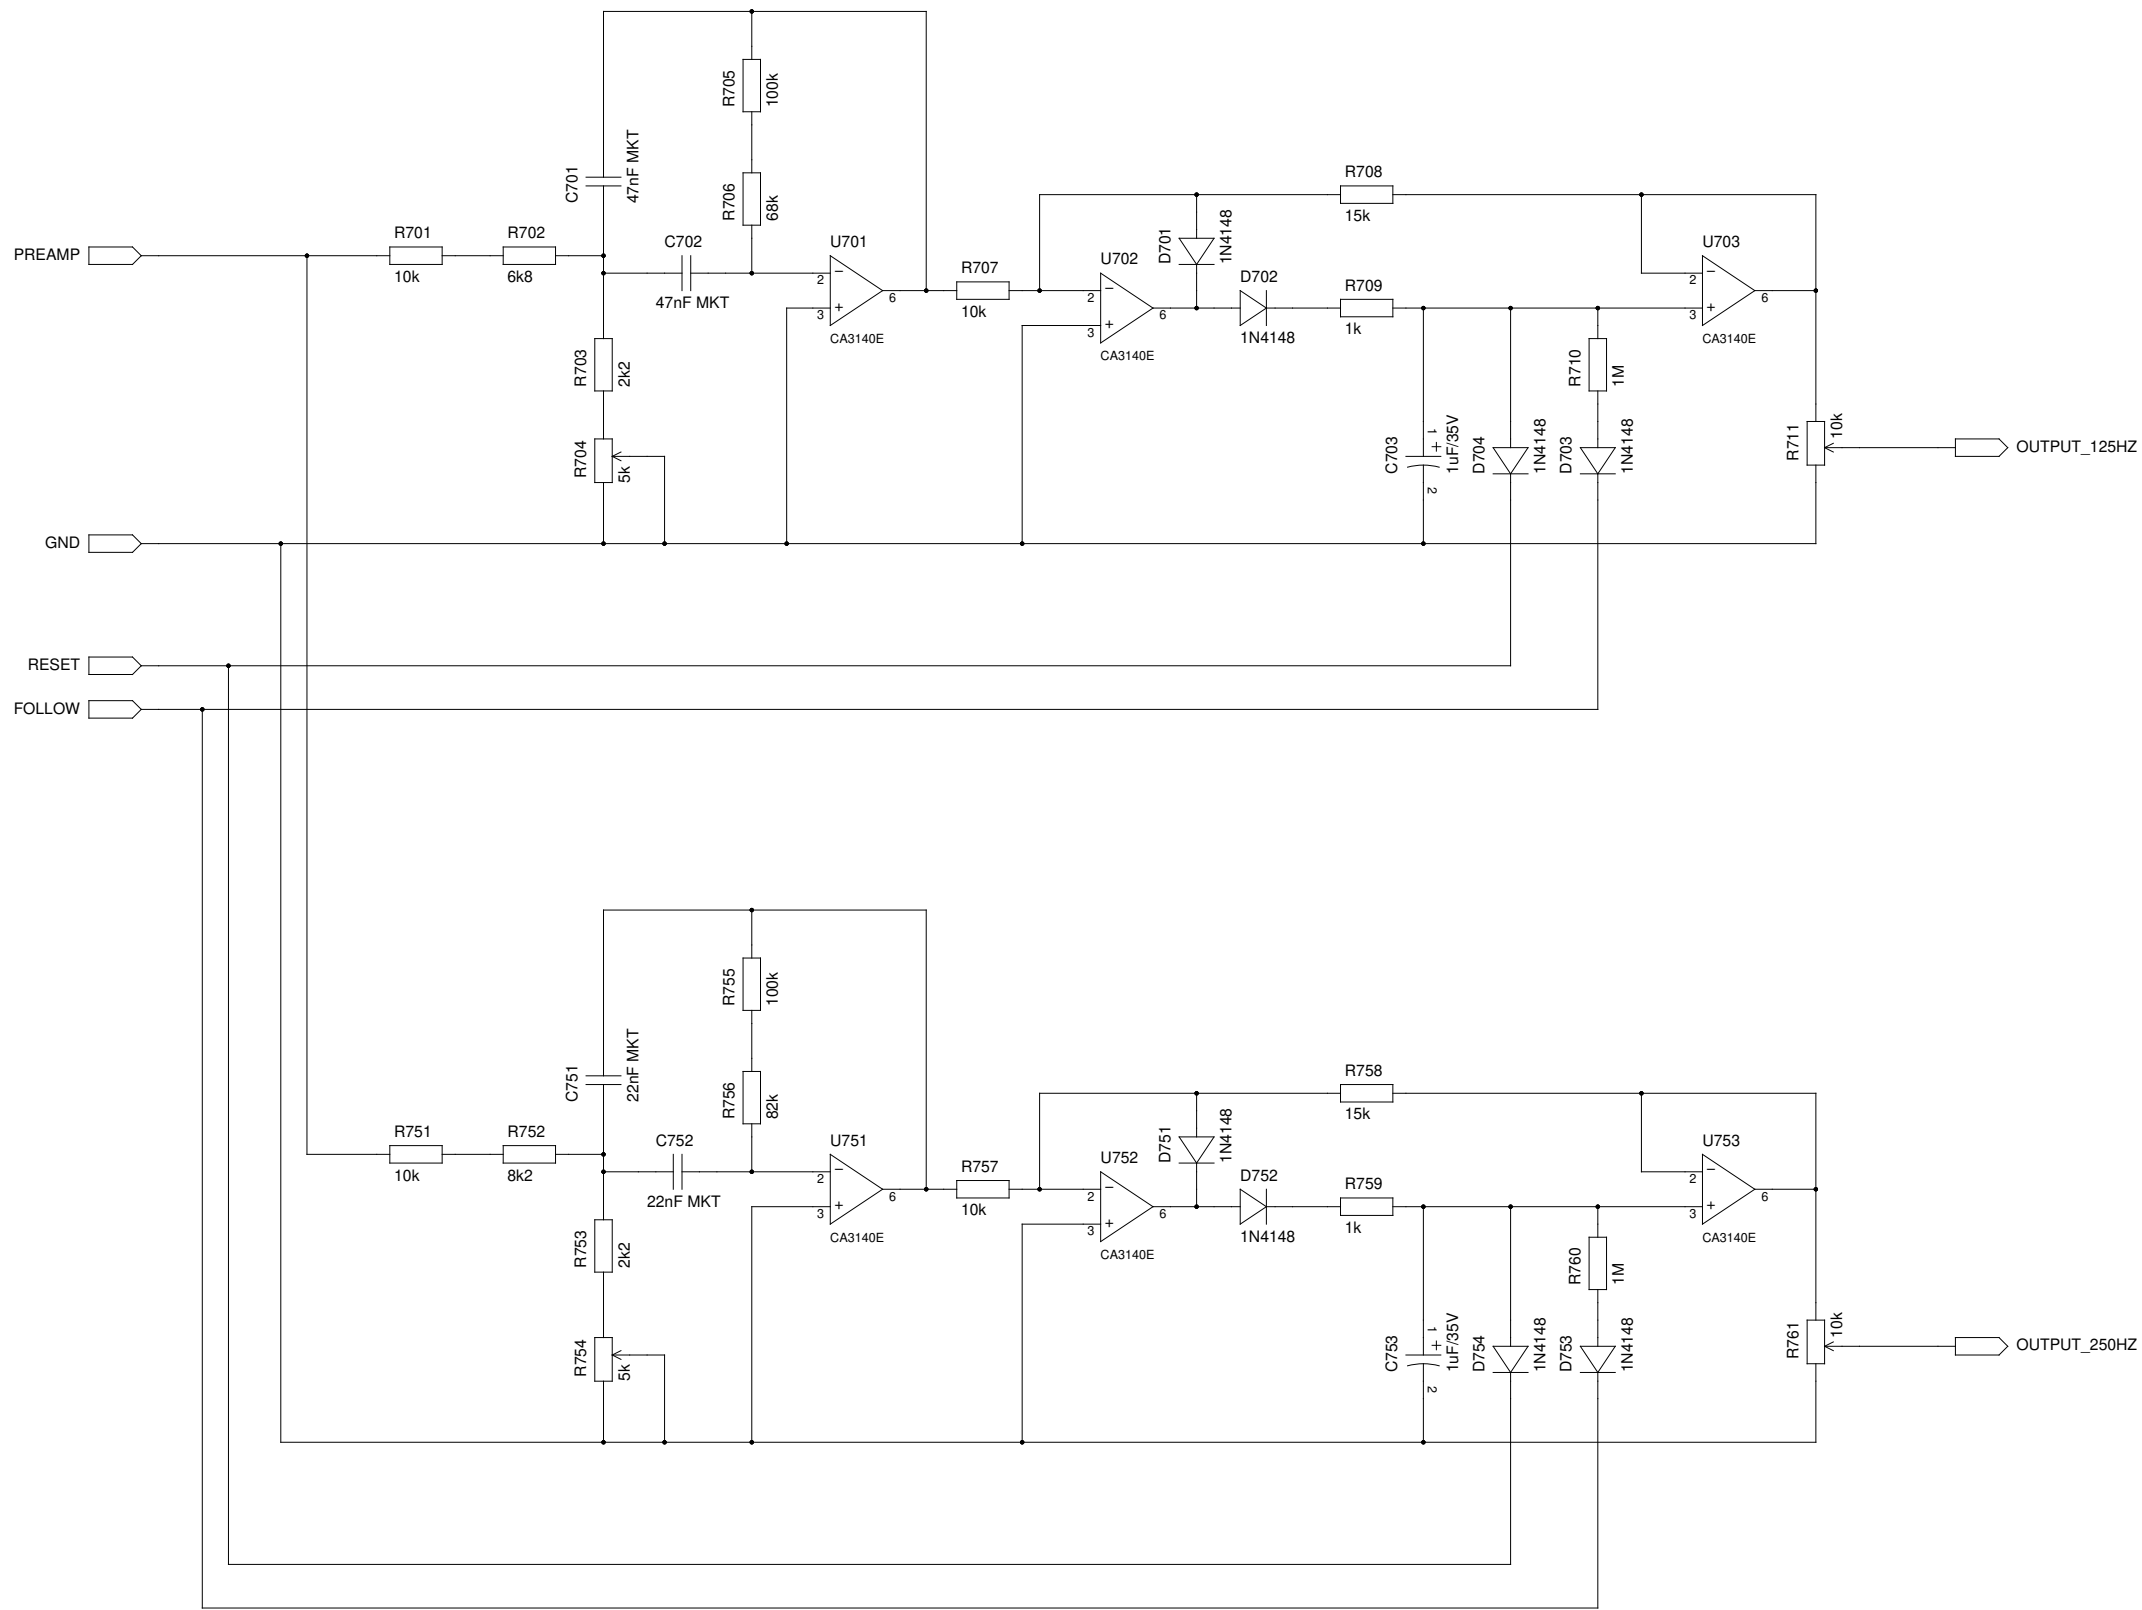 R705
100k
C701
47nF MKT
R706
68k
R708
15k
PREAMP
R701
10k
R702
6k8
C702
47nF MKT
U701
2
−
3
+
6
CA3140E
R707
10k
U702
2
−
3
+
6
CA3140E
D701
1N4148
D702
1N4148
R709
1k
U703
2
−
3
+
6
CA3140E
R703
2k2
R704
5k
R710
1M
C703
1
+
2
1uF/35V
D704
1N4148
D703
1N4148
R711
10k
OUTPUT_125HZ
GND
RESET
FOLLOW
R755
100k
C751
22nF MKT
R756
82k
R758
15k
R751
10k
R752
8k2
C752
22nF MKT
U751
2
−
3
+
6
CA3140E
R757
10k
U752
2
−
3
+
6
CA3140E
D751
1N4148
D752
1N4148
R759
1k
U753
2
−
3
+
6
CA3140E
R753
2k2
R754
5k
R760
1M
C753
1
+
2
1uF/35V
D754
1N4148
D753
1N4148
R761
10k
OUTPUT_250HZ